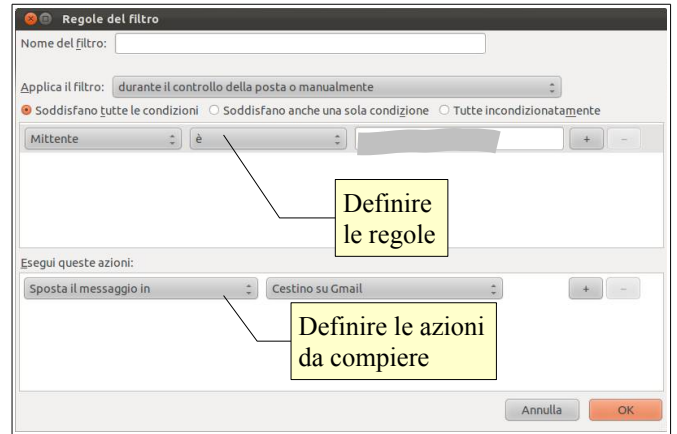 Regole del filtro
Nome del filtro:
Applica il filtro: durante il controllo della posta o manualmente
Soddisfano tutte le condizioni Soddisfano anche una sola condizione Tutte incondizionatamente
Mittente è + -
Definire
le regole
Esegui queste azioni:
Sposta il messaggio in Cestino su Gmail + -
Definire le azioni
da compiere
Annulla OK